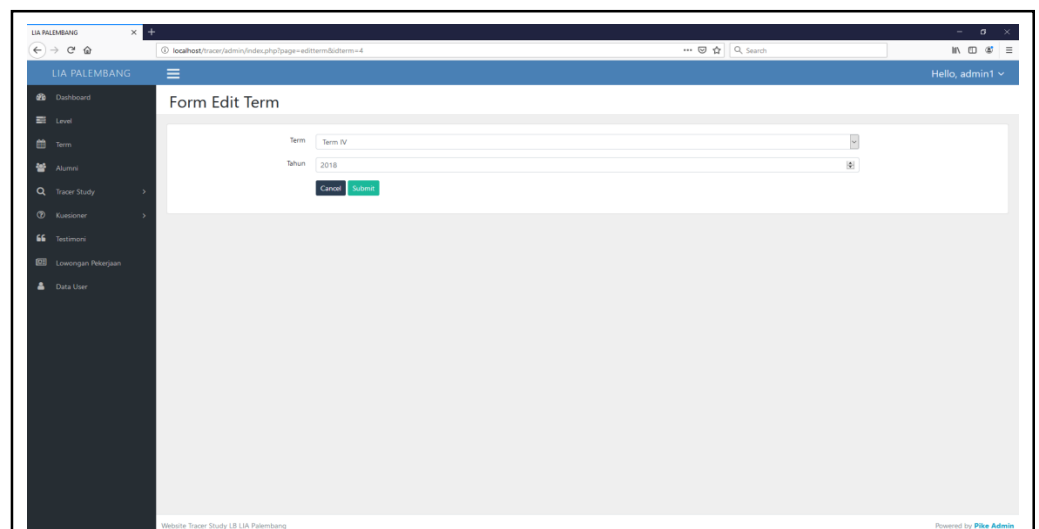 LIA PALEMBANG
localhost/tracer/admin/index.php?page=editterm&idterm=4
Search
LIA PALEMBANG
Hello, admin1
Dashboard
Level
Term
Alumni
Tracer Study
Kuesioner
Testimoni
Lowongan Pekerjaan
Data User
Form Edit Term
Term
Term IV
Tahun
2018
Cancel Submit
Website Tracer Study LB LIA Palembang
Powered by Pike Admin